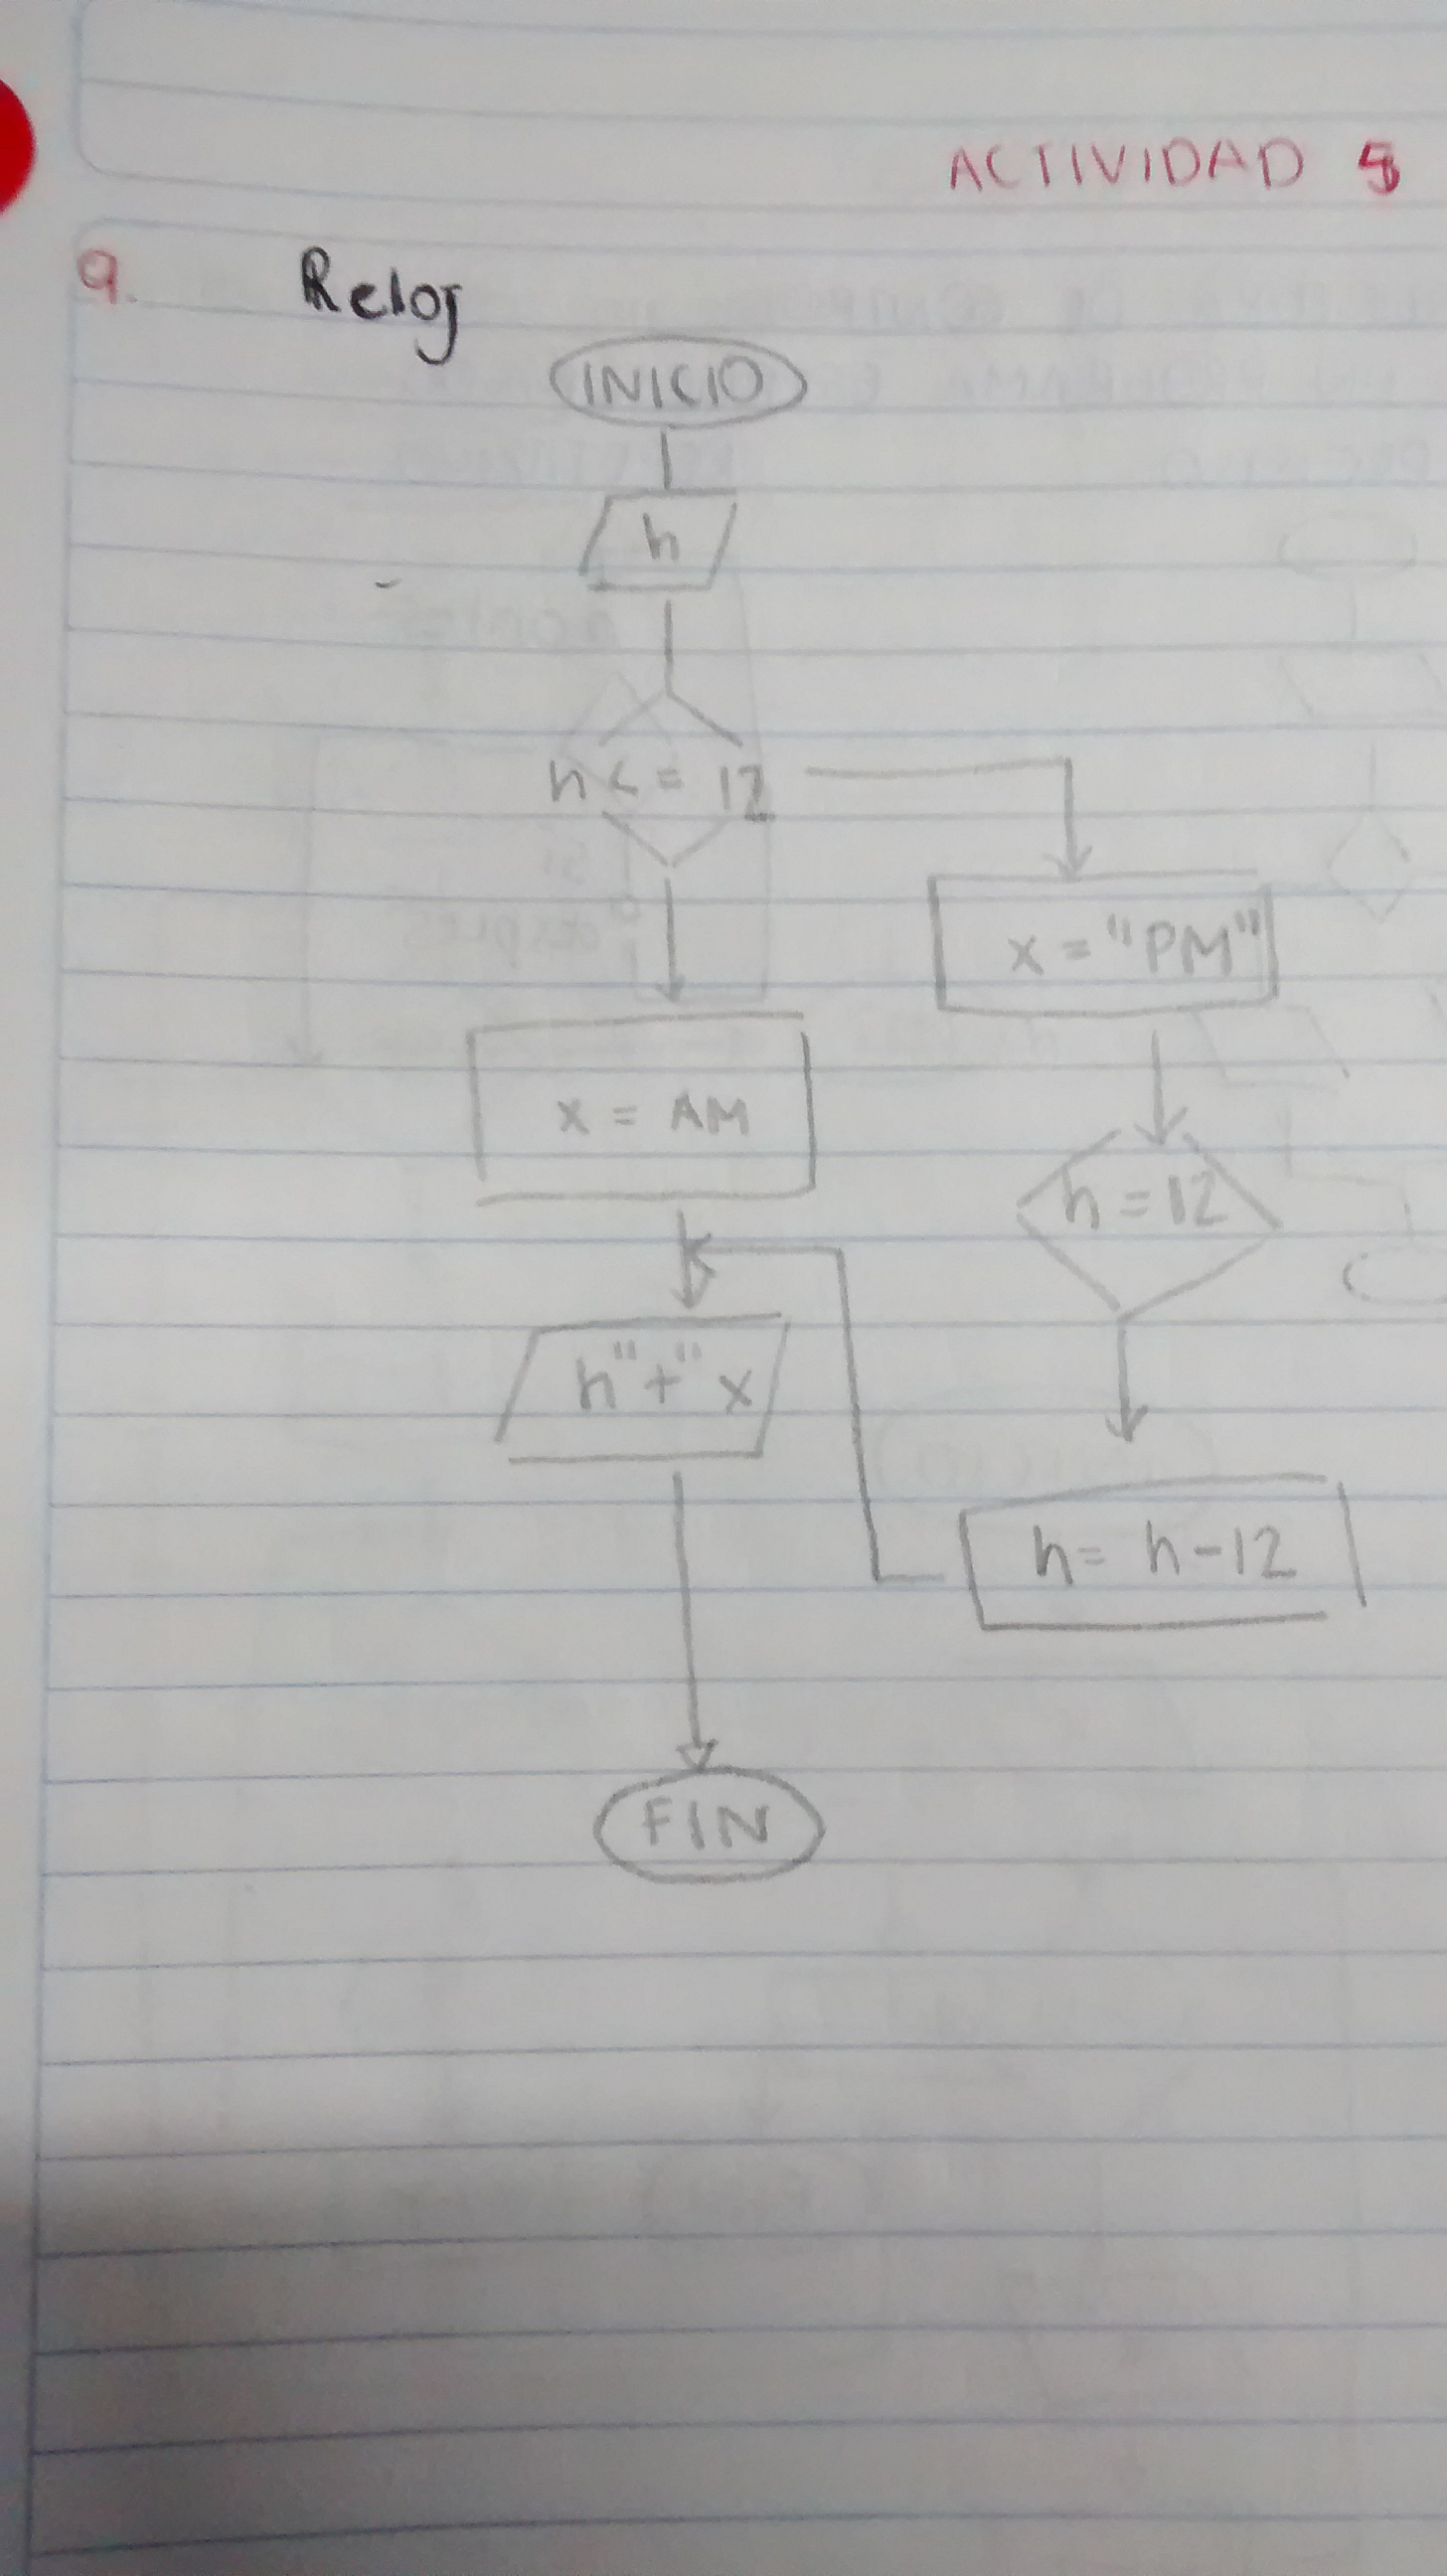 ACTIVIDAD 5
9. Reloj
INICIO
h
h <= 12
x = "PM"
x = AM
h = 12
h "+" x
h = h - 12
FIN